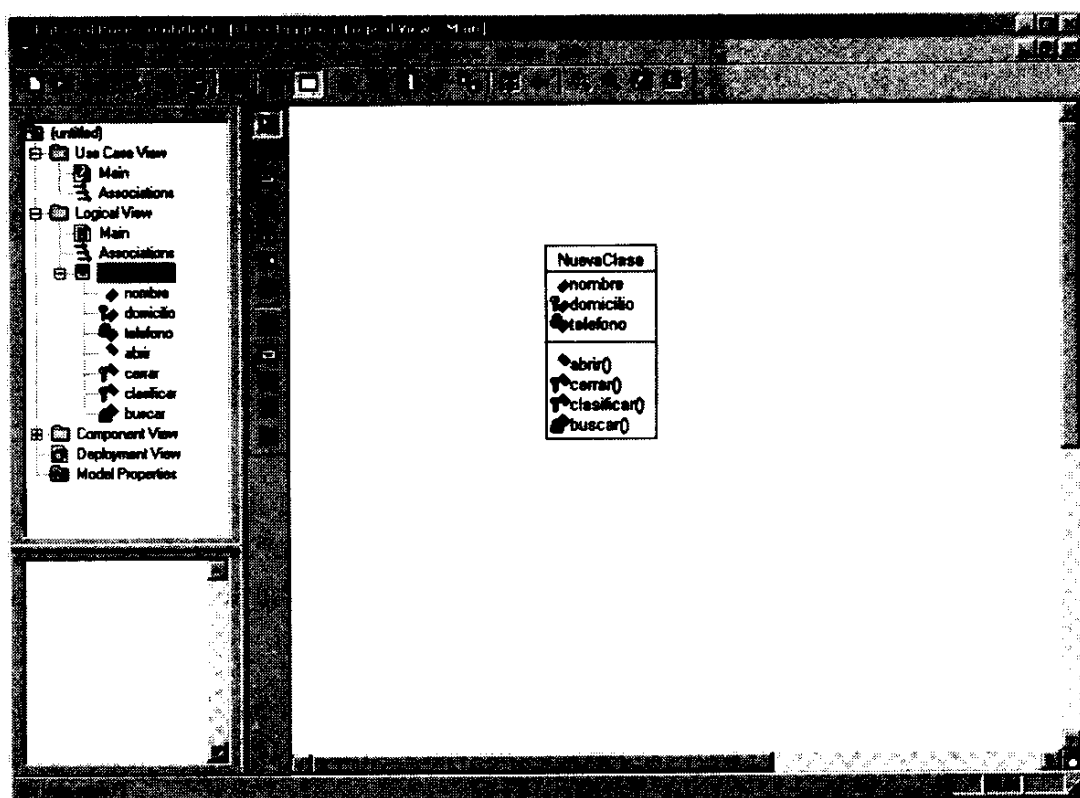 (untitled)
Use Case View
Main
Associations
Logical View
Main
Associations
nombre
domicilio
telefono
abrir
cerrar
clasificar
buscar
Component View
Deployment View
Model Properties
NuevaClase
nombre
domicilio
telefono
abrir()
cerrar()
clasificar()
buscar()